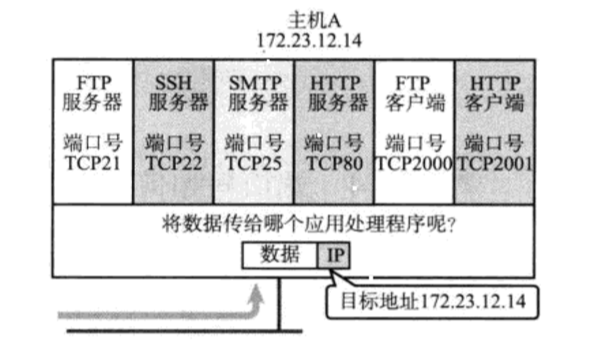 主机A
172.23.12.14
FTP SSH SMTP HTTP FTP HTTP
服务器 服务器 服务器 服务器 客户端 客户端
端口号 端口号 端口号 端口号 端口号 端口号
TCP21 TCP22 TCP25 TCP80 TCP2000 TCP2001
将数据传给哪个应用处理程序呢?
数据 IP
目标地址172.23.12.14